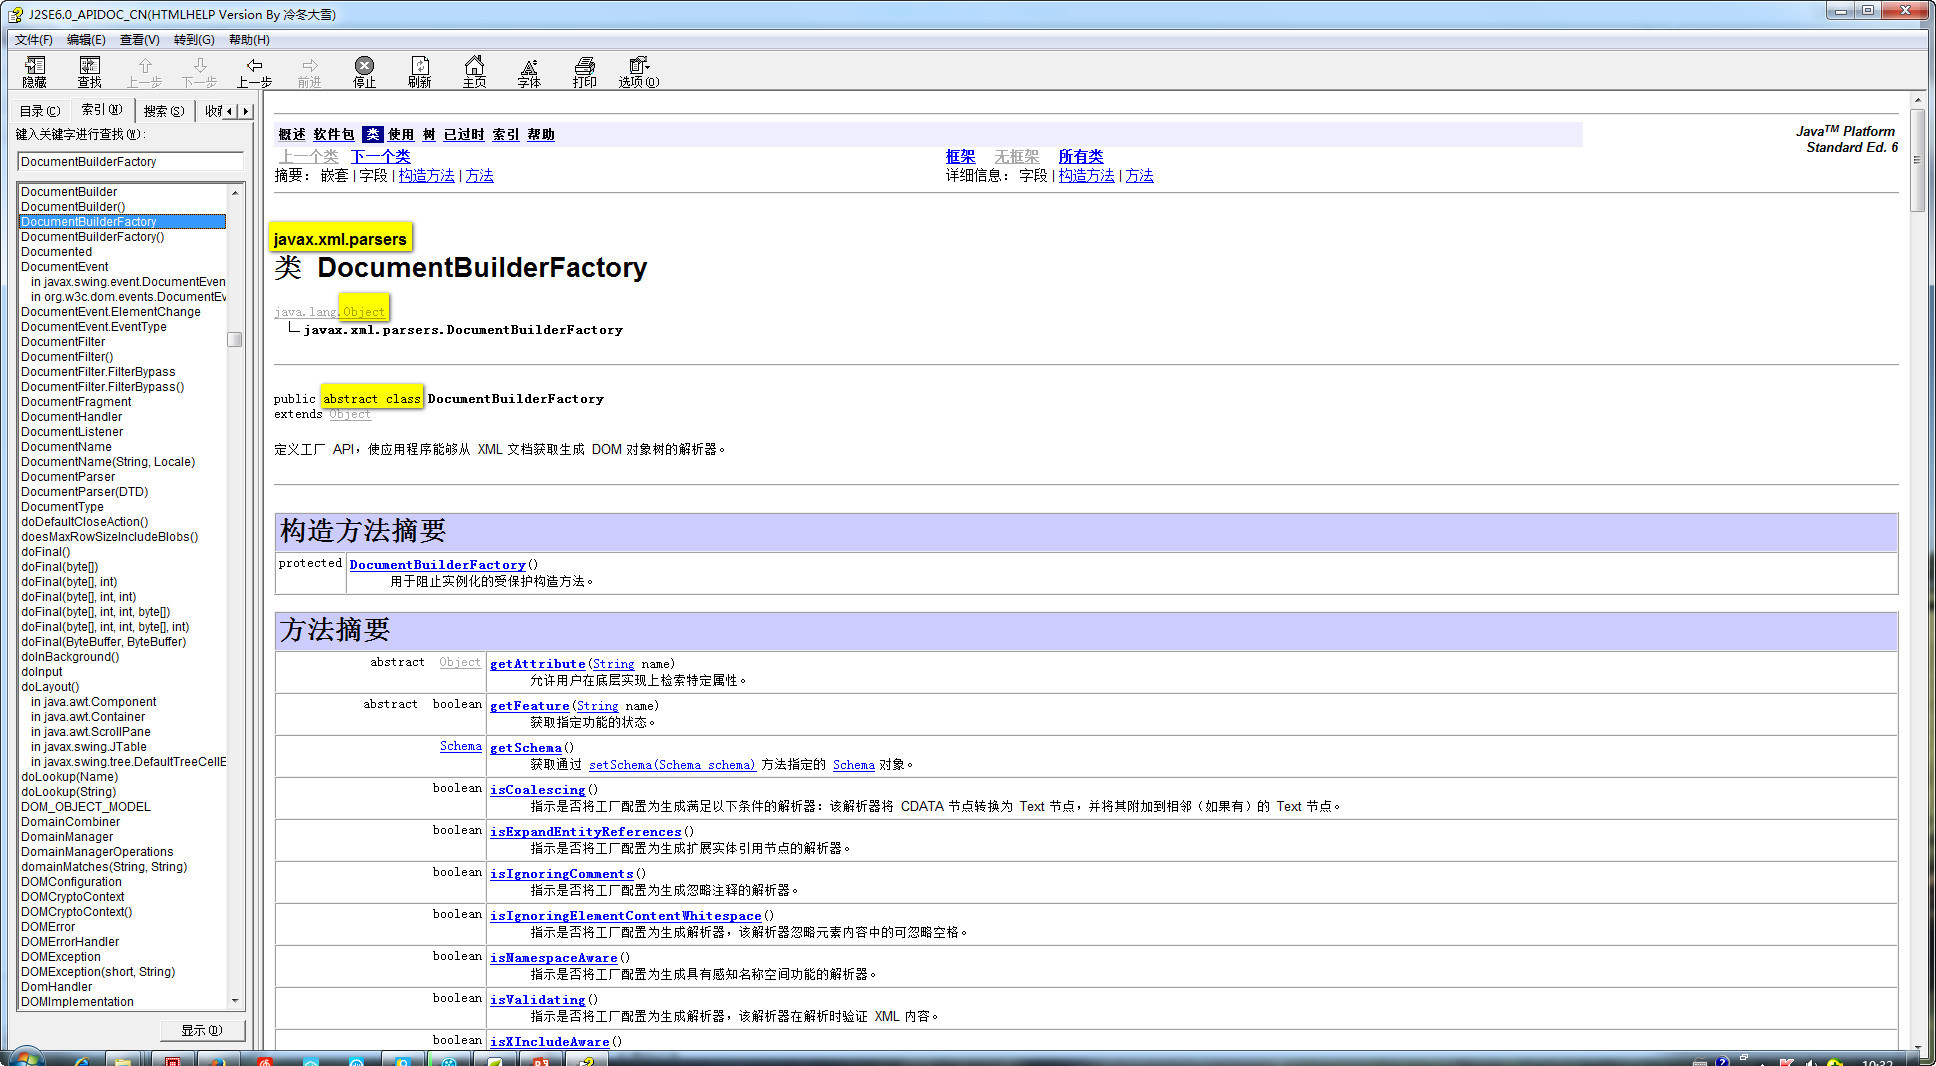 J2SE6.0_APIDOC_CN(HTMLHELP Version By 冷冬大雪)
文件(F) 编辑(E) 查看(V) 转到(G) 帮助(H)
隐藏 查找 上一步 下一步 上一步 前进 停止 刷新 主页 字体 打印 选项(O)
目录(C) 索引(N) 搜索(S)
键入关键字进行查找(W):
DocumentBuilderFactory
DocumentBuilder
DocumentBuilder()
DocumentBuilderFactory
DocumentBuilderFactory()
Documented
DocumentEvent
in javax.swing.event.DocumentEven
in org.w3c.dom.events.DocumentEv
DocumentEvent.ElementChange
DocumentEvent.EventType
DocumentFilter
DocumentFilter()
DocumentFilter.FilterBypass
DocumentFilter.FilterBypass()
DocumentFragment
DocumentHandler
DocumentListener
DocumentName
DocumentName(String, Locale)
DocumentParser
DocumentParser(DTD)
DocumentType
doDefaultCloseAction()
doesMaxRowSizeIncludeBlobs()
doFinal()
doFinal(byte[])
doFinal(byte[], int)
doFinal(byte[], int, int)
doFinal(byte[], int, int, byte[])
doFinal(byte[], int, int, byte[], int)
doFinal(ByteBuffer, ByteBuffer)
doInBackground()
doInput
doLayout()
in java.awt.Component
in java.awt.Container
in java.awt.ScrollPane
in javax.swing.JTable
in javax.swing.tree.DefaultTreeCellE
doLookup(Name)
doLookup(String)
DOM_OBJECT_MODEL
DomainCombiner
DomainManager
DomainManagerOperations
domainMatches(String, String)
DOMConfiguration
DOMCryptoContext
DOMCryptoContext()
DOMError
DOMErrorHandler
DOMException
DOMException(short, String)
DomHandler
DOMImplementation
显示(D)
概述 软件包 类 使用 树 已过时 索引 帮助
Java™ Platform
Standard Ed. 6
上一个类 下一个类
框架 无框架 所有类
摘要: 嵌套 | 字段 | 构造方法 | 方法
详细信息: 字段 | 构造方法 | 方法
javax.xml.parsers
类 DocumentBuilderFactory
java.lang.Object
javax.xml.parsers.DocumentBuilderFactory
public abstract class DocumentBuilderFactory
extends Object
定义工厂 API，使应用程序能够从 XML 文档获取生成 DOM 对象树的解析器。
构造方法摘要
protected DocumentBuilderFactory()
用于阻止实例化的受保护构造方法。
方法摘要
abstract Object getAttribute(String name)
允许用户在底层实现上检索特定属性。
abstract boolean getFeature(String name)
获取指定功能的状态。
Schema getSchema()
获取通过 setSchema(Schema schema) 方法指定的 Schema 对象。
boolean isCoalescing()
指示是否将工厂配置为生成满足以下条件的解析器：该解析器将 CDATA 节点转换为 Text 节点，并将其附加到相邻（如果有）的 Text 节点。
boolean isExpandEntityReferences()
指示是否将工厂配置为生成扩展实体引用节点的解析器。
boolean isIgnoringComments()
指示是否将工厂配置为生成忽略注释的解析器。
boolean isIgnoringElementContentWhitespace()
指示是否将工厂配置为生成解析器，该解析器忽略元素内容中的可忽略空格。
boolean isNamespaceAware()
指示是否将工厂配置为生成具有感知名称空间功能的解析器。
boolean isValidating()
指示是否将工厂配置为生成解析器，该解析器在解析时验证 XML 内容。
boolean isXIncludeAware()
10:32